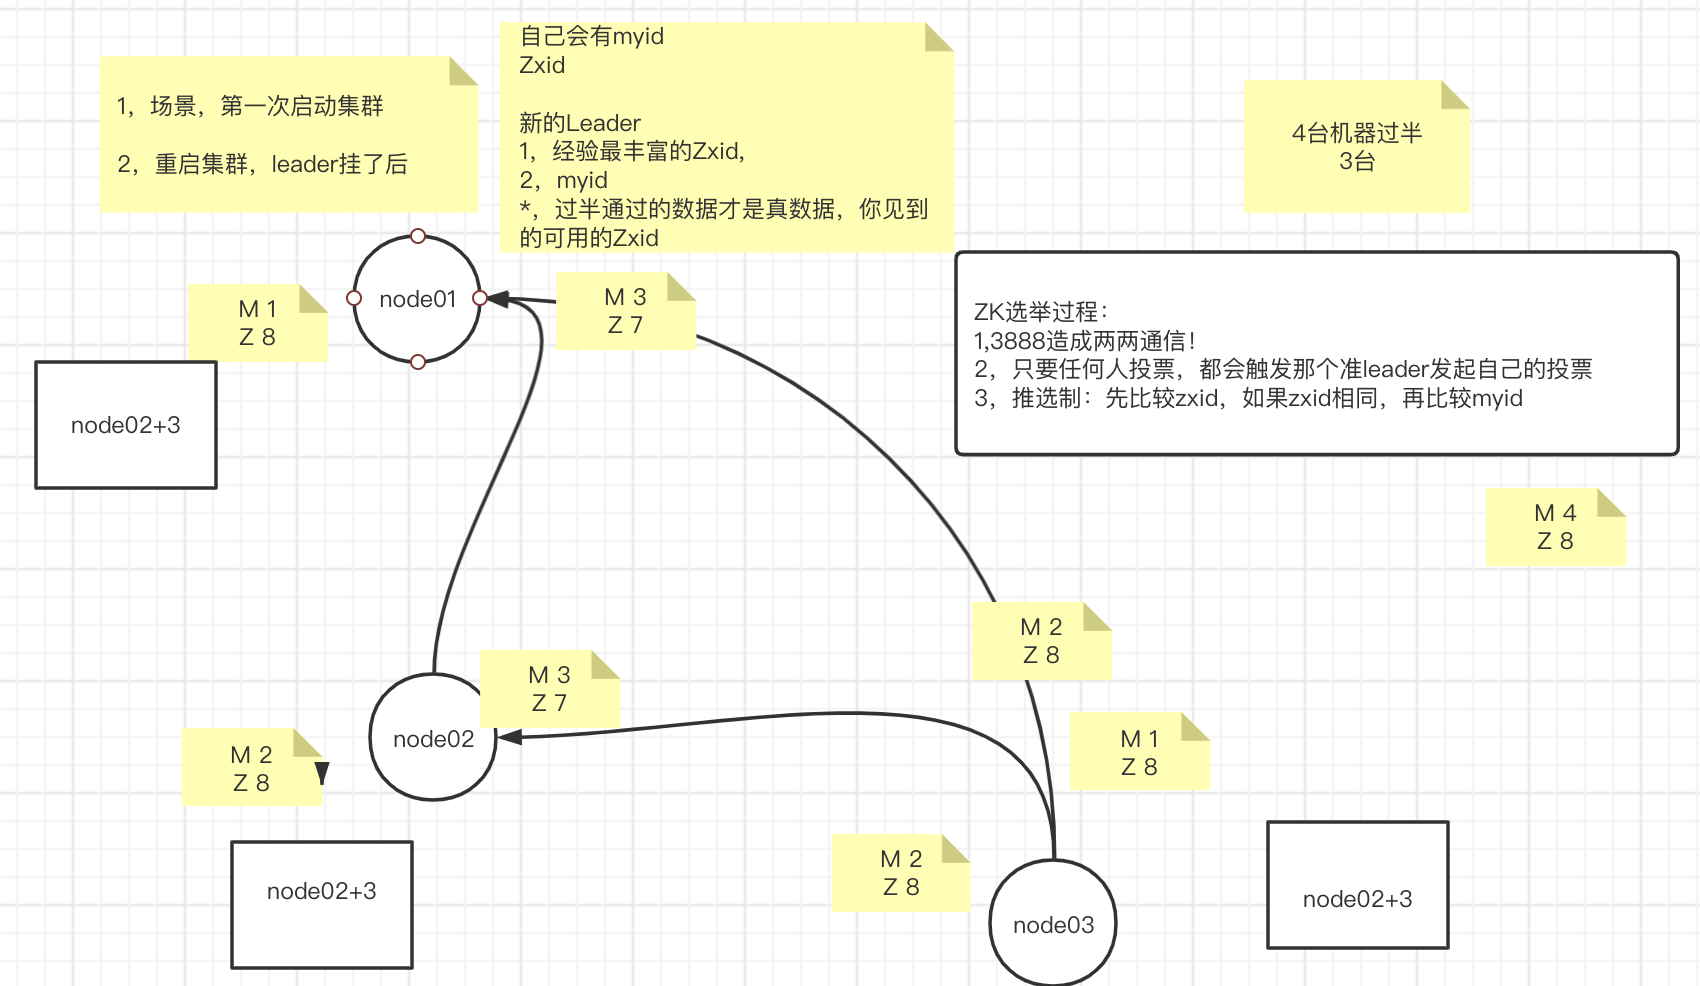 1，场景，第一次启动集群
2，重启集群，leader挂了后
自己会有myid
Zxid
新的Leader
1，经验最丰富的Zxid,
2，myid
*，过半通过的数据才是真数据，你见到
的可用的Zxid
4台机器过半
3台
node01
M 1
Z 8
M 3
Z 7
ZK选举过程：
1,3888造成两两通信！
2，只要任何人投票，都会触发那个准leader发起自己的投票
3，推选制：先比较zxid，如果zxid相同，再比较myid
node02+3
M 4
Z 8
M 2
Z 8
M 3
Z 7
node02
M 1
Z 8
M 2
Z 8
M 2
Z 8
node03
node02+3
node02+3